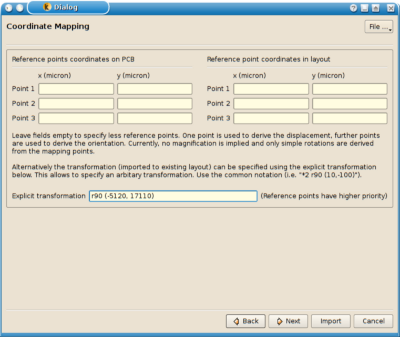 Dialog
Coordinate Mapping
File ...
Reference points coordinates on PCB
Reference point coordinates in layout
x (micron) y (micron)
x (micron) y (micron)
Point 1
Point 1
Point 2
Point 2
Point 3
Point 3
Leave fields empty to specify less reference points. One point is used to derive the displacement, further points
are used to derive the orientation. Currently, no magnification is implied and only simple rotations are derived
from the mapping points.
Alternatively the transformation (imported to existing layout) can be specified using the explicit transformation
below. This allows to specify an arbitary transformation. Use the common notation (i.e. "*2 r90 (10,-100)").
Explicit transformation r90 (-5120, 17110) (Reference points have higher priority)
Back Next Import Cancel